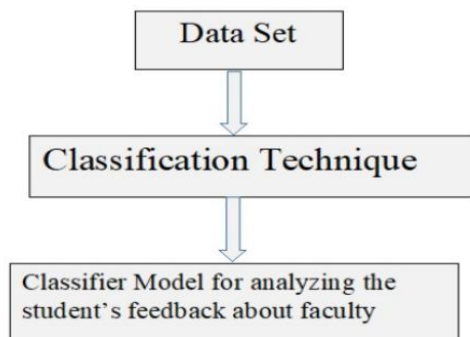 Data Set
Classification Technique
Classifier Model for analyzing the
student's feedback about faculty